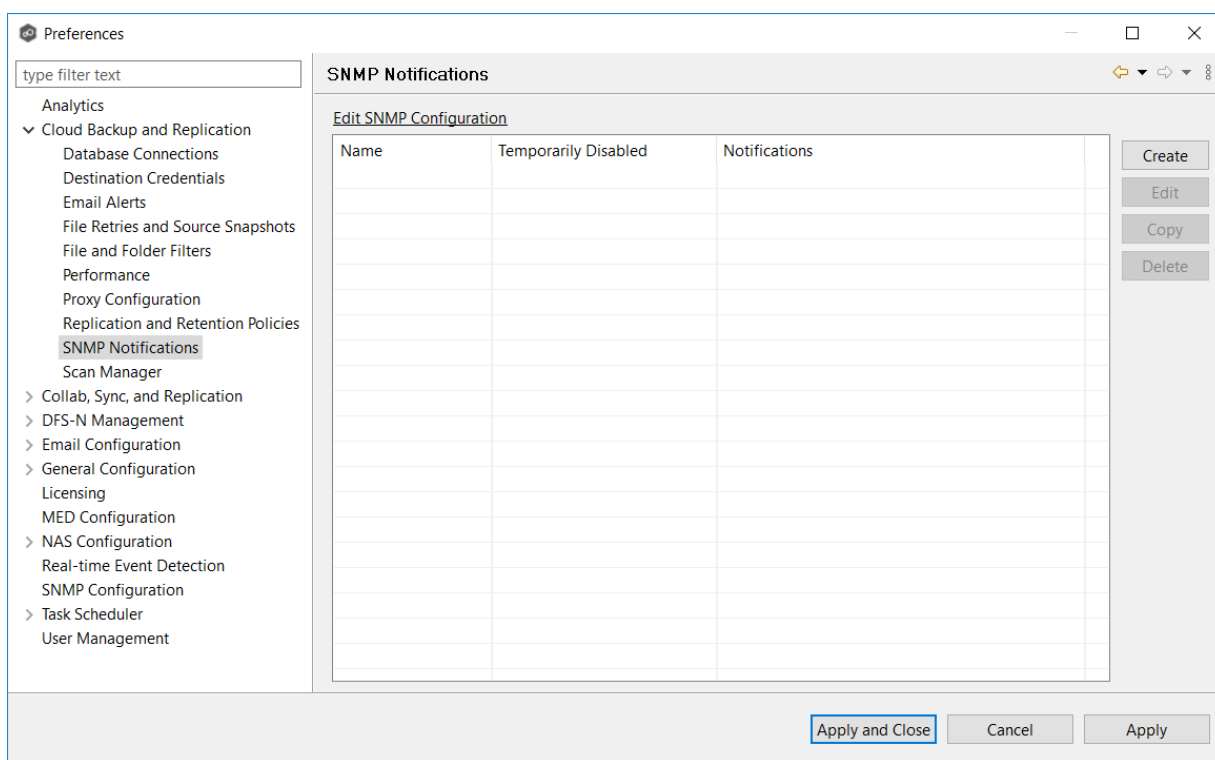 Preferences
type filter text
Analytics
Cloud Backup and Replication
Database Connections
Destination Credentials
Email Alerts
File Retries and Source Snapshots
File and Folder Filters
Performance
Proxy Configuration
Replication and Retention Policies
SNMP Notifications
Scan Manager
Collab, Sync, and Replication
DFS-N Management
Email Configuration
General Configuration
Licensing
MED Configuration
NAS Configuration
Real-time Event Detection
SNMP Configuration
Task Scheduler
User Management
SNMP Notifications
Edit SNMP Configuration
Name Temporarily Disabled Notifications
Create
Edit
Copy
Delete
Apply and Close Cancel Apply